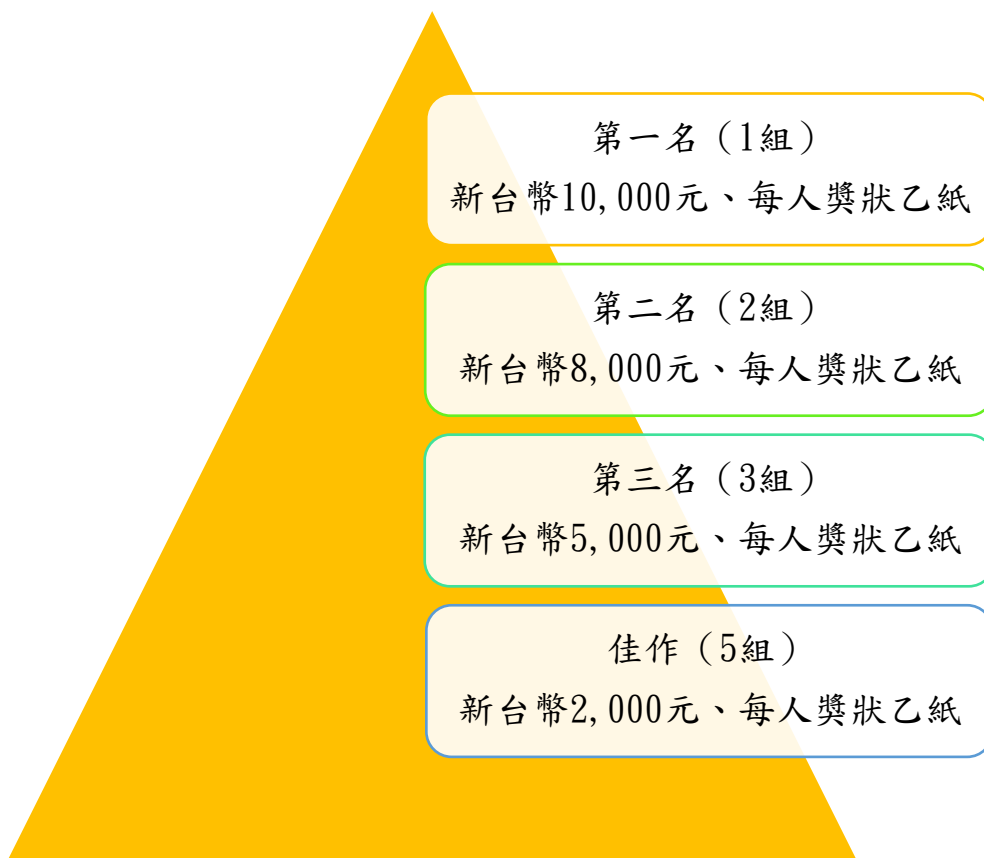 第一名（1組）
新台幣10,000元、每人獎狀乙紙
第二名（2組）
新台幣8,000元、每人獎狀乙紙
第三名（3組）
新台幣5,000元、每人獎狀乙紙
佳作（5組）
新台幣2,000元、每人獎狀乙紙